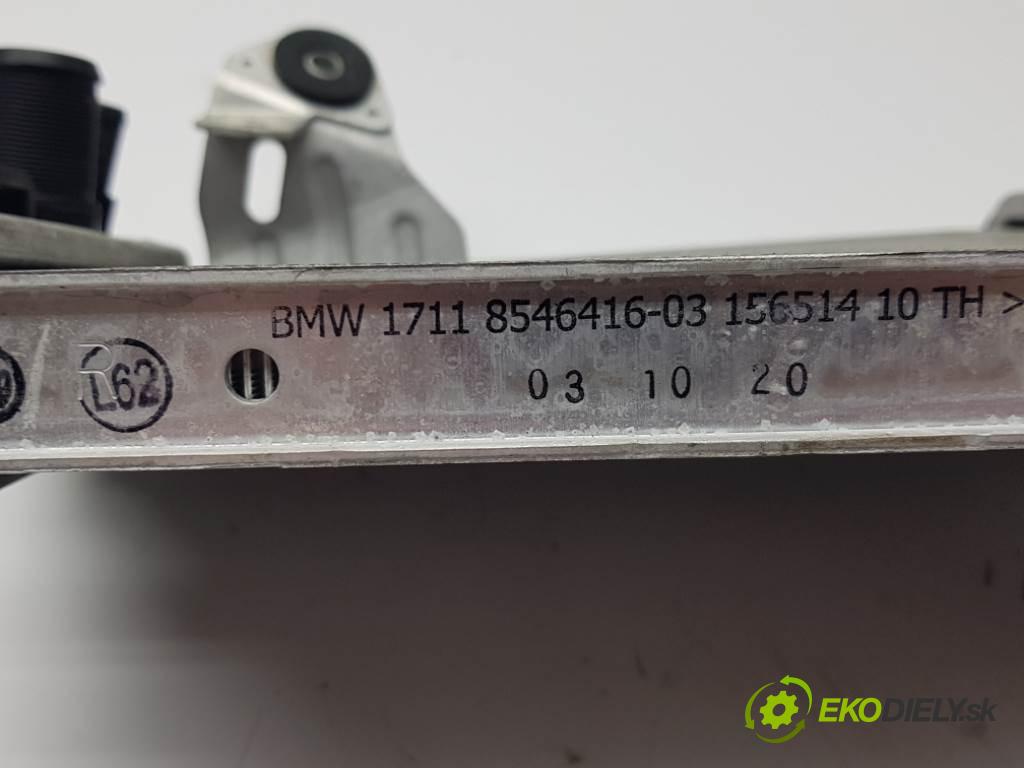 BMW 1711 8546416-03 156514 10 TH >
L62
03 10 20
EKODIELY.sk